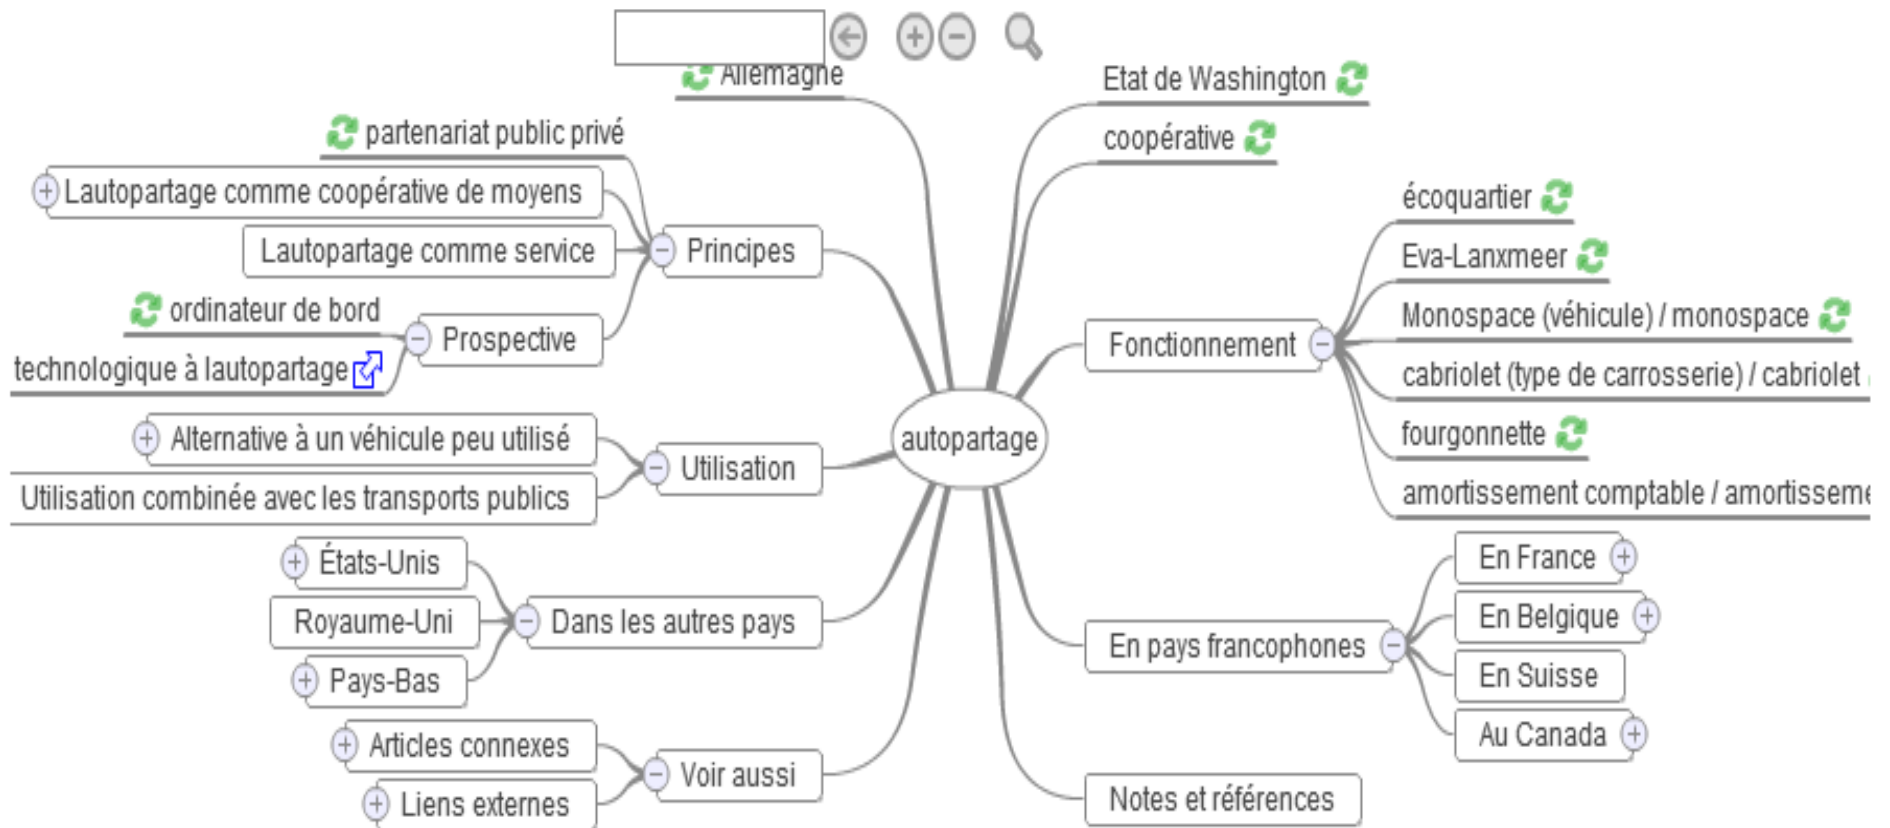 Allemagne
partenariat public privé
Lautopartage comme coopérative de moyens
Lautopartage comme service
Principes
ordinateur de bord
Prospective
technologique à lautopartage
Alternative à un véhicule peu utilisé
Utilisation
Utilisation combinée avec les transports publics
États-Unis
Royaume-Uni
Dans les autres pays
Pays-Bas
Articles connexes
Voir aussi
Liens externes
autopartage
Etat de Washington
coopérative
écoquartier
Eva-Lanxmeer
Fonctionnement
Monospace (véhicule) / monospace
cabriolet (type de carrosserie) / cabriolet
fourgonnette
amortissement comptable / amortisseme
En France
En Belgique
En pays francophones
En Suisse
Au Canada
Notes et références